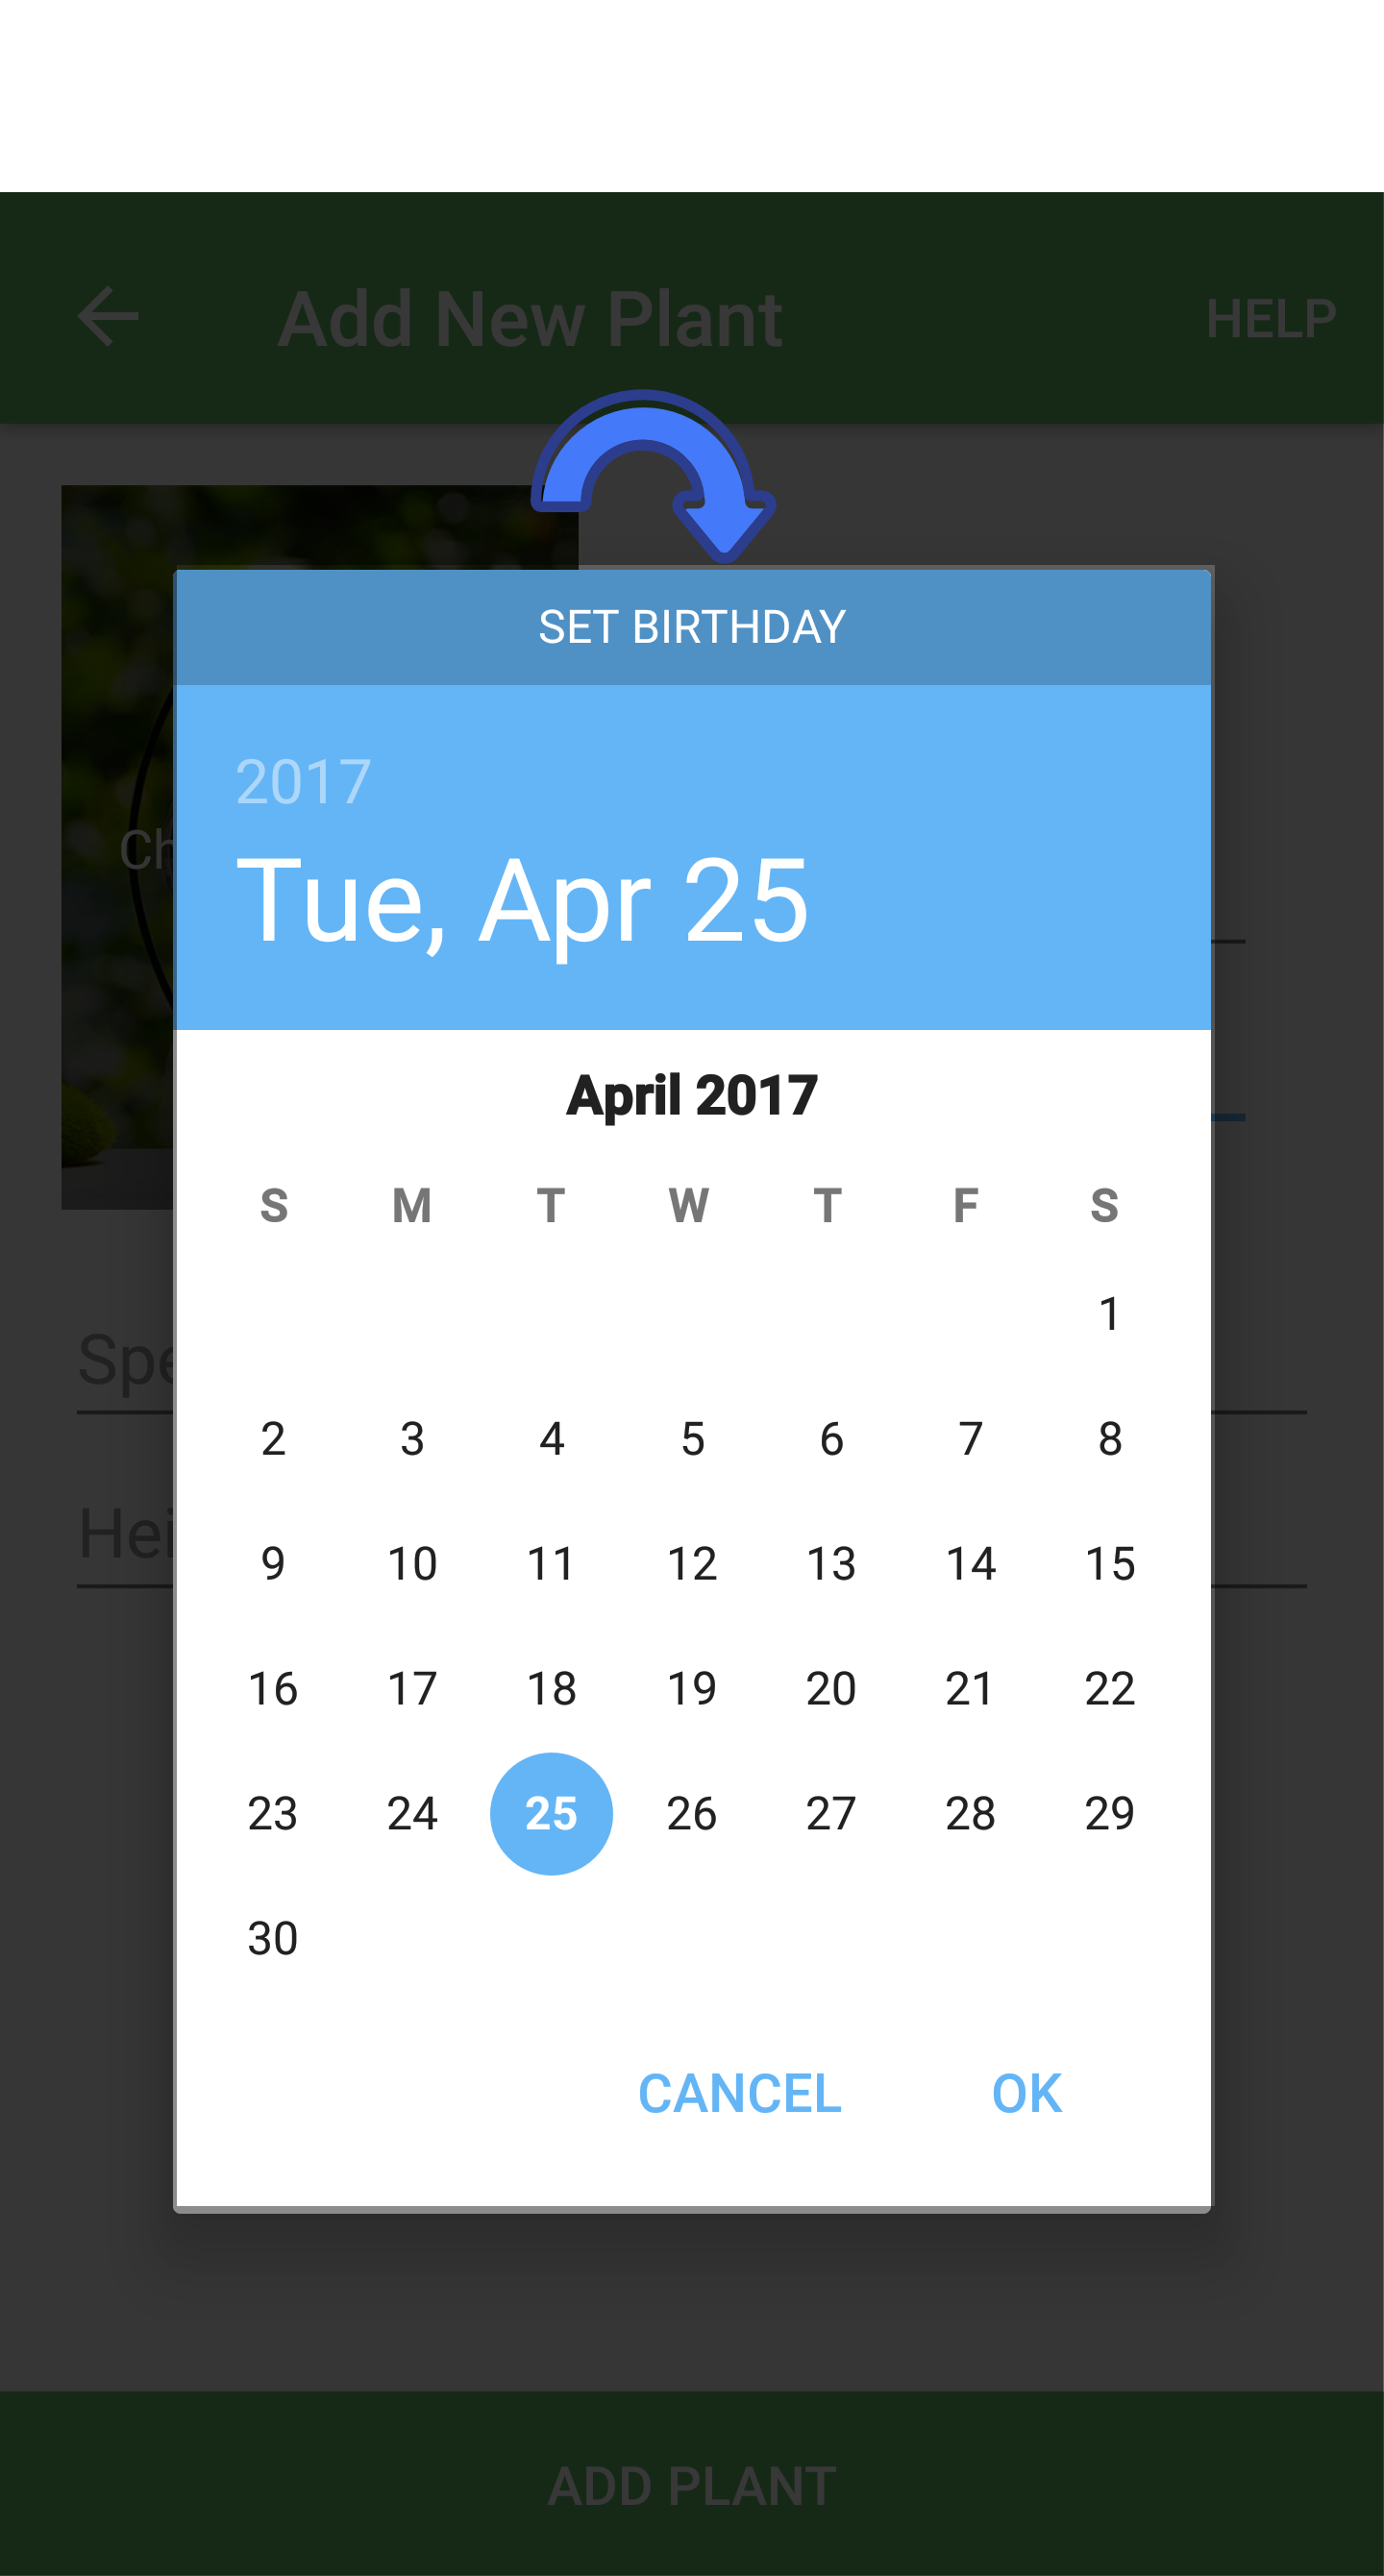 Add New Plant HELP
SET BIRTHDAY
2017
Tue, Apr 25
April 2017
S M T W T F S
1
2 3 4 5 6 7 8
9 10 11 12 13 14 15
16 17 18 19 20 21 22
23 24 25 26 27 28 29
30
CANCEL OK
ADD PLANT